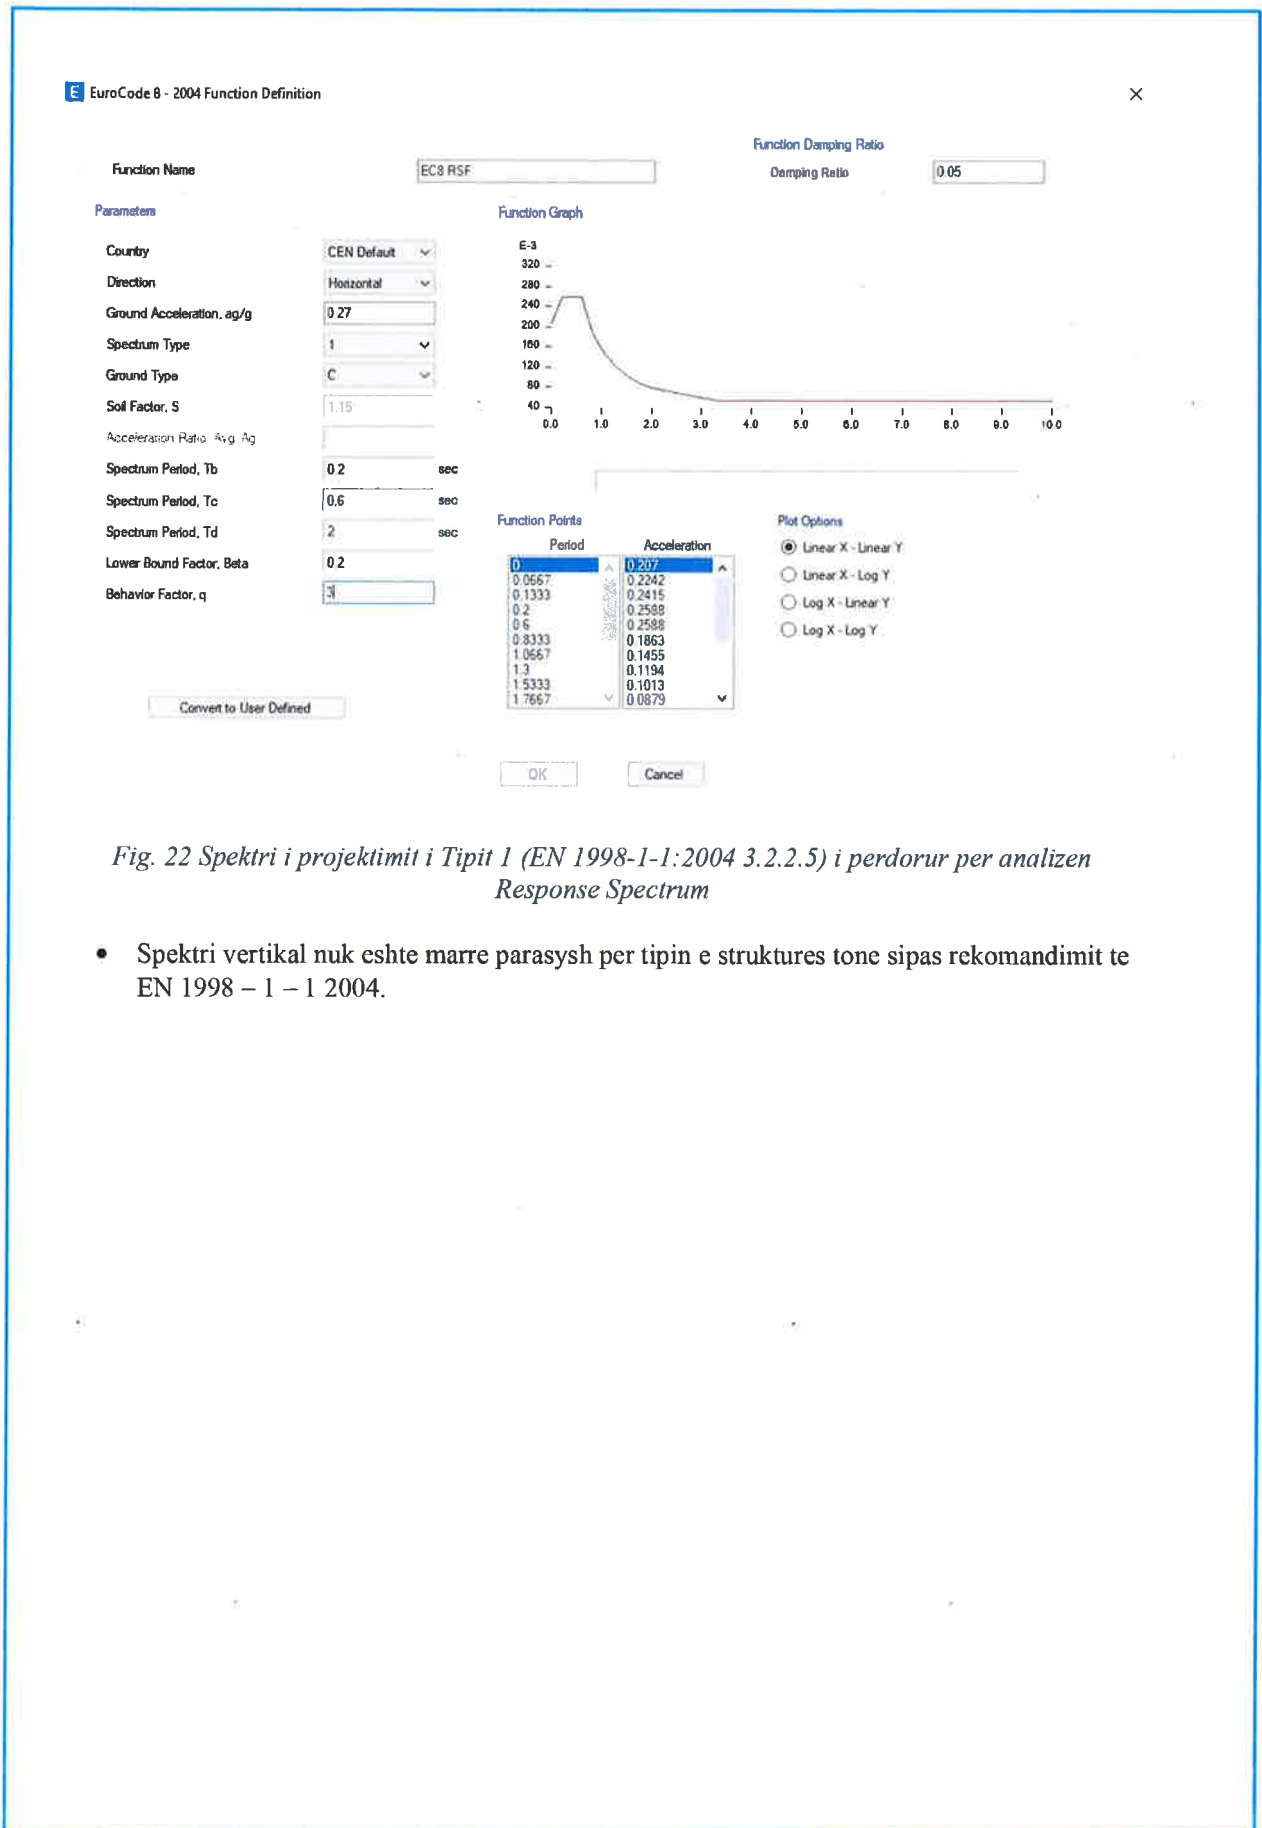 E EuroCode 8 - 2004 Function Definition ×
Function Damping Ratio
Function Name EC8 RSF Damping Ratio 0.05
Parameters Function Graph
Country CEN Default
Direction Horizontal
Ground Acceleration, ag/g 0.27
Spectrum Type 1
Ground Type C
Soil Factor, S 1.15
Acceleration Ratio, Avg, Ag
Spectrum Period, Tb 0.2 sec
Spectrum Period, Tc 0.6 sec
Spectrum Period, Td 2 sec
Lower Bound Factor, Beta 0.2
Behavior Factor, q 3
Convert to User Defined
E-3
320
280
240
200
160
120
80
40
0.0 1.0 2.0 3.0 4.0 5.0 6.0 7.0 8.0 9.0 10.0
Function Points
Period Acceleration
0 0.207
0.0667 0.2242
0.1333 0.2415
0.2 0.2588
0.6 0.2588
0.8333 0.1863
1.0667 0.1455
1.3 0.1194
1.5333 0.1013
1.7667 0.0879
Plot Options
Linear X - Linear Y
Linear X - Log Y
Log X - Linear Y
Log X - Log Y
OK Cancel
Fig. 22 Spektri i projektimit i Tipit 1 (EN 1998-1-1:2004 3.2.2.5) i perdorur per analizen
Response Spectrum
• Spektri vertikal nuk eshte marre parasysh per tipin e struktures tone sipas rekomandimit te
EN 1998 – 1 – 1 2004.